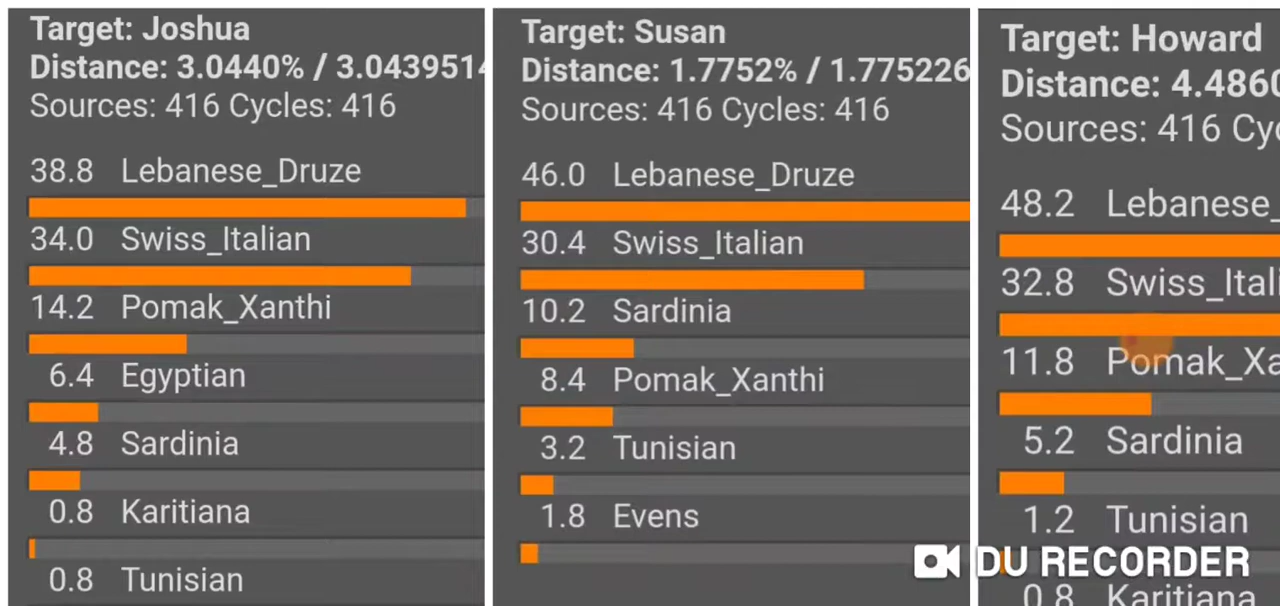 Target: Joshua
Distance: 3.0440% / 3.0439514
Sources: 416 Cycles: 416
38.8 Lebanese_Druze
34.0 Swiss_Italian
14.2 Pomak_Xanthi
6.4 Egyptian
4.8 Sardinia
0.8 Karitiana
0.8 Tunisian
Target: Susan
Distance: 1.7752% / 1.775226
Sources: 416 Cycles: 416
46.0 Lebanese_Druze
30.4 Swiss_Italian
10.2 Sardinia
8.4 Pomak_Xanthi
3.2 Tunisian
1.8 Evens
Target: Howard
Distance: 4.4860
Sources: 416 Cyc
48.2 Lebanese_
32.8 Swiss_Itali
11.8 Pomak_Xa
5.2 Sardinia
1.2 Tunisian
0.8 Karitiana
DU RECORDER